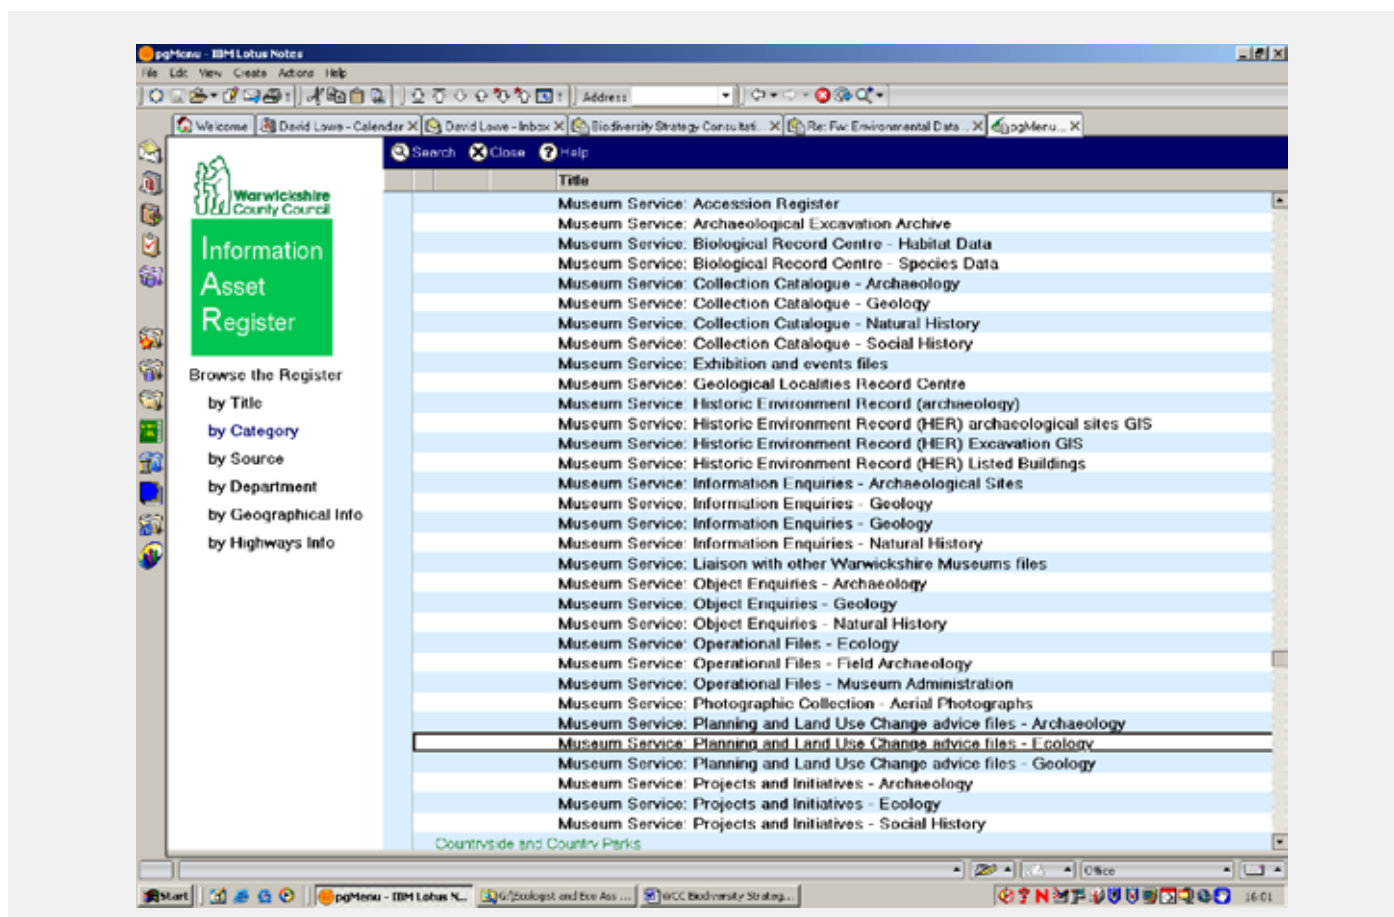 pgMenu - IBM Lotus Notes
File Edit View Create Actions Help
Address
Welcome David Lowe - Calendar David Lowe - Inbox Biodiversity Strategy Consultati... Re: Fw: Environmental Data ... pgMenu...
Search Close Help
Warwickshire
County Council
Information
Asset
Register
Browse the Register
by Title
by Category
by Source
by Department
by Geographical Info
by Highways Info
Title
Museum Service: Accession Register
Museum Service: Archaeological Excavation Archive
Museum Service: Biological Record Centre - Habitat Data
Museum Service: Biological Record Centre - Species Data
Museum Service: Collection Catalogue - Archaeology
Museum Service: Collection Catalogue - Geology
Museum Service: Collection Catalogue - Natural History
Museum Service: Collection Catalogue - Social History
Museum Service: Exhibition and events files
Museum Service: Geological Localities Record Centre
Museum Service: Historic Environment Record (archaeology)
Museum Service: Historic Environment Record (HER) archaeological sites GIS
Museum Service: Historic Environment Record (HER) Excavation GIS
Museum Service: Historic Environment Record (HER) Listed Buildings
Museum Service: Information Enquiries - Archaeological Sites
Museum Service: Information Enquiries - Geology
Museum Service: Information Enquiries - Geology
Museum Service: Information Enquiries - Natural History
Museum Service: Liaison with other Warwickshire Museums files
Museum Service: Object Enquiries - Archaeology
Museum Service: Object Enquiries - Geology
Museum Service: Object Enquiries - Natural History
Museum Service: Operational Files - Ecology
Museum Service: Operational Files - Field Archaeology
Museum Service: Operational Files - Museum Administration
Museum Service: Photographic Collection - Aerial Photographs
Museum Service: Planning and Land Use Change advice files - Archaeology
Museum Service: Planning and Land Use Change advice files - Ecology
Museum Service: Planning and Land Use Change advice files - Geology
Museum Service: Projects and Initiatives - Archaeology
Museum Service: Projects and Initiatives - Ecology
Museum Service: Projects and Initiatives - Social History
Countryside and Country Parks
Office
Start pgMenu - IBM Lotus N... G:\Ecologist and Eco Ass ... WCC Biodiversity Strateg... 16:01